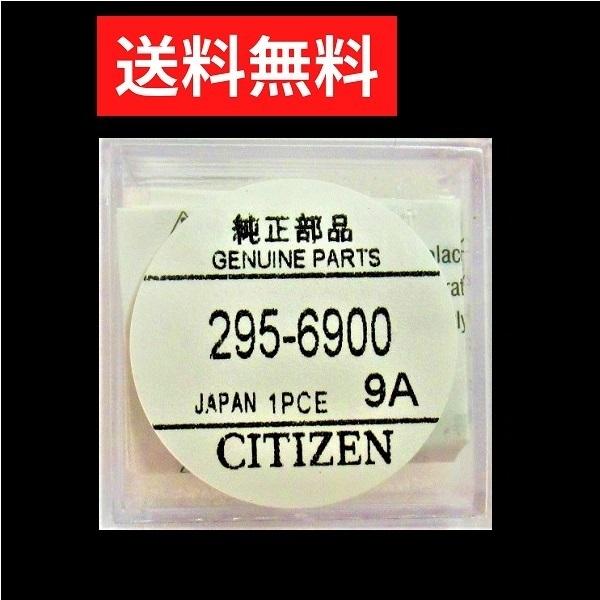 送料無料
純正部品
GENUINE PARTS
295-6900
JAPAN 1PCE 9A
CITIZEN